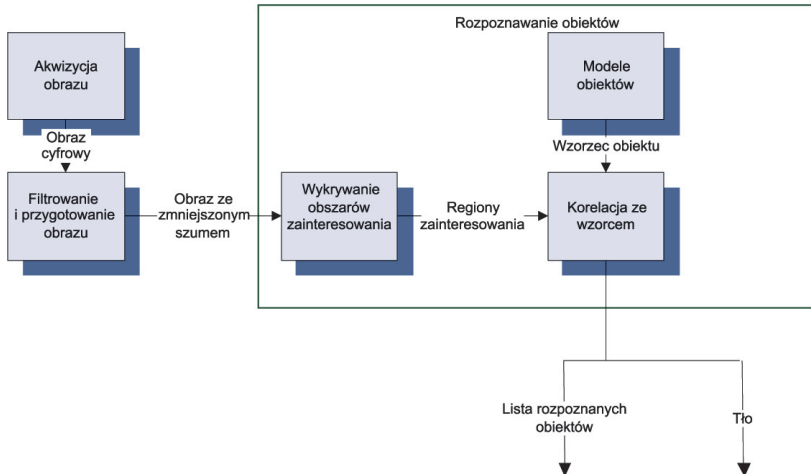 Rozpoznawanie obiektów
Akwizycja
obrazu
Modele
obiektów
Obraz
cyfrowy
Wzorzec obiektu
Filtrowanie
i przygotowanie
obrazu
Obraz ze
zmniejszonym
szumem
Wykrywanie
obszarów
zainteresowania
Regiony
zainteresowania
Korelacja ze
wzorcem
Lista rozpoznanych
obiektów
Tło